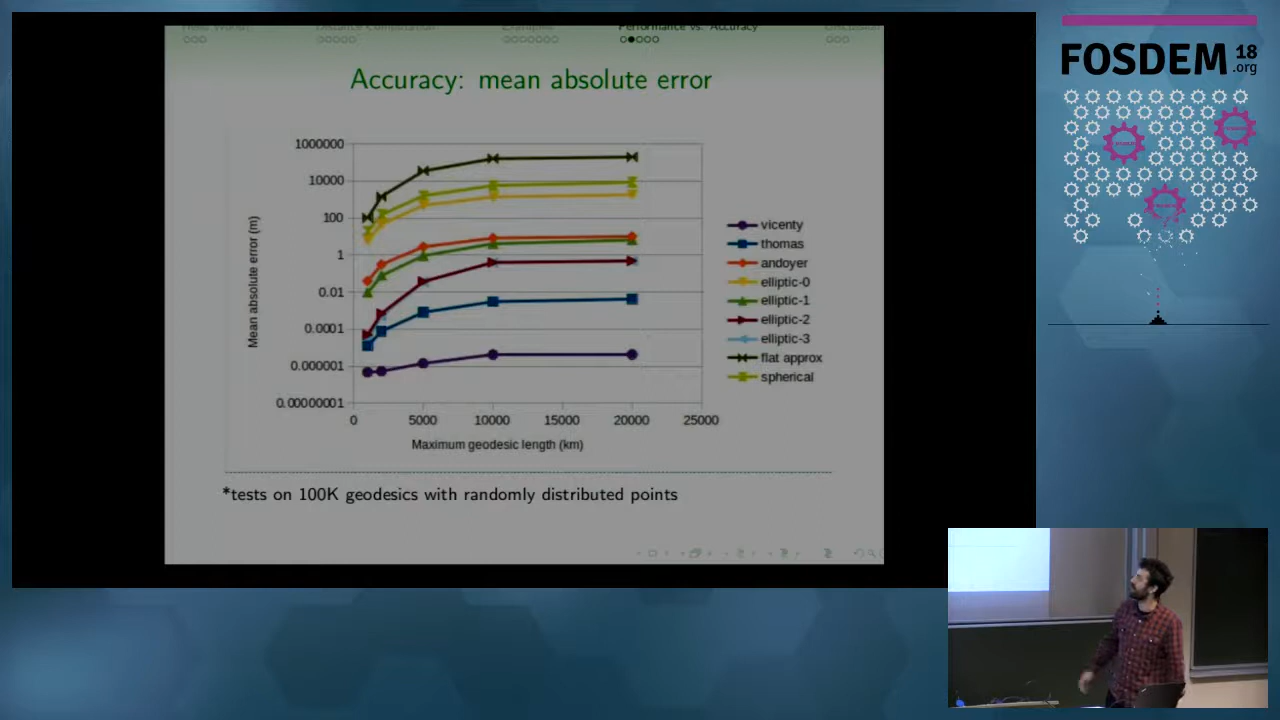 Performance vs. Accuracy
FOSDEM 18
.org
Accuracy: mean absolute error
1000000
10000
100
1
0.01
0.0001
0.000001
0.00000001
Mean absolute error (m)
0 5000 10000 15000 20000 25000
Maximum geodesic length (km)
vicenty
thomas
andoyer
elliptic-0
elliptic-1
elliptic-2
elliptic-3
flat approx
spherical
*tests on 100K geodesics with randomly distributed points